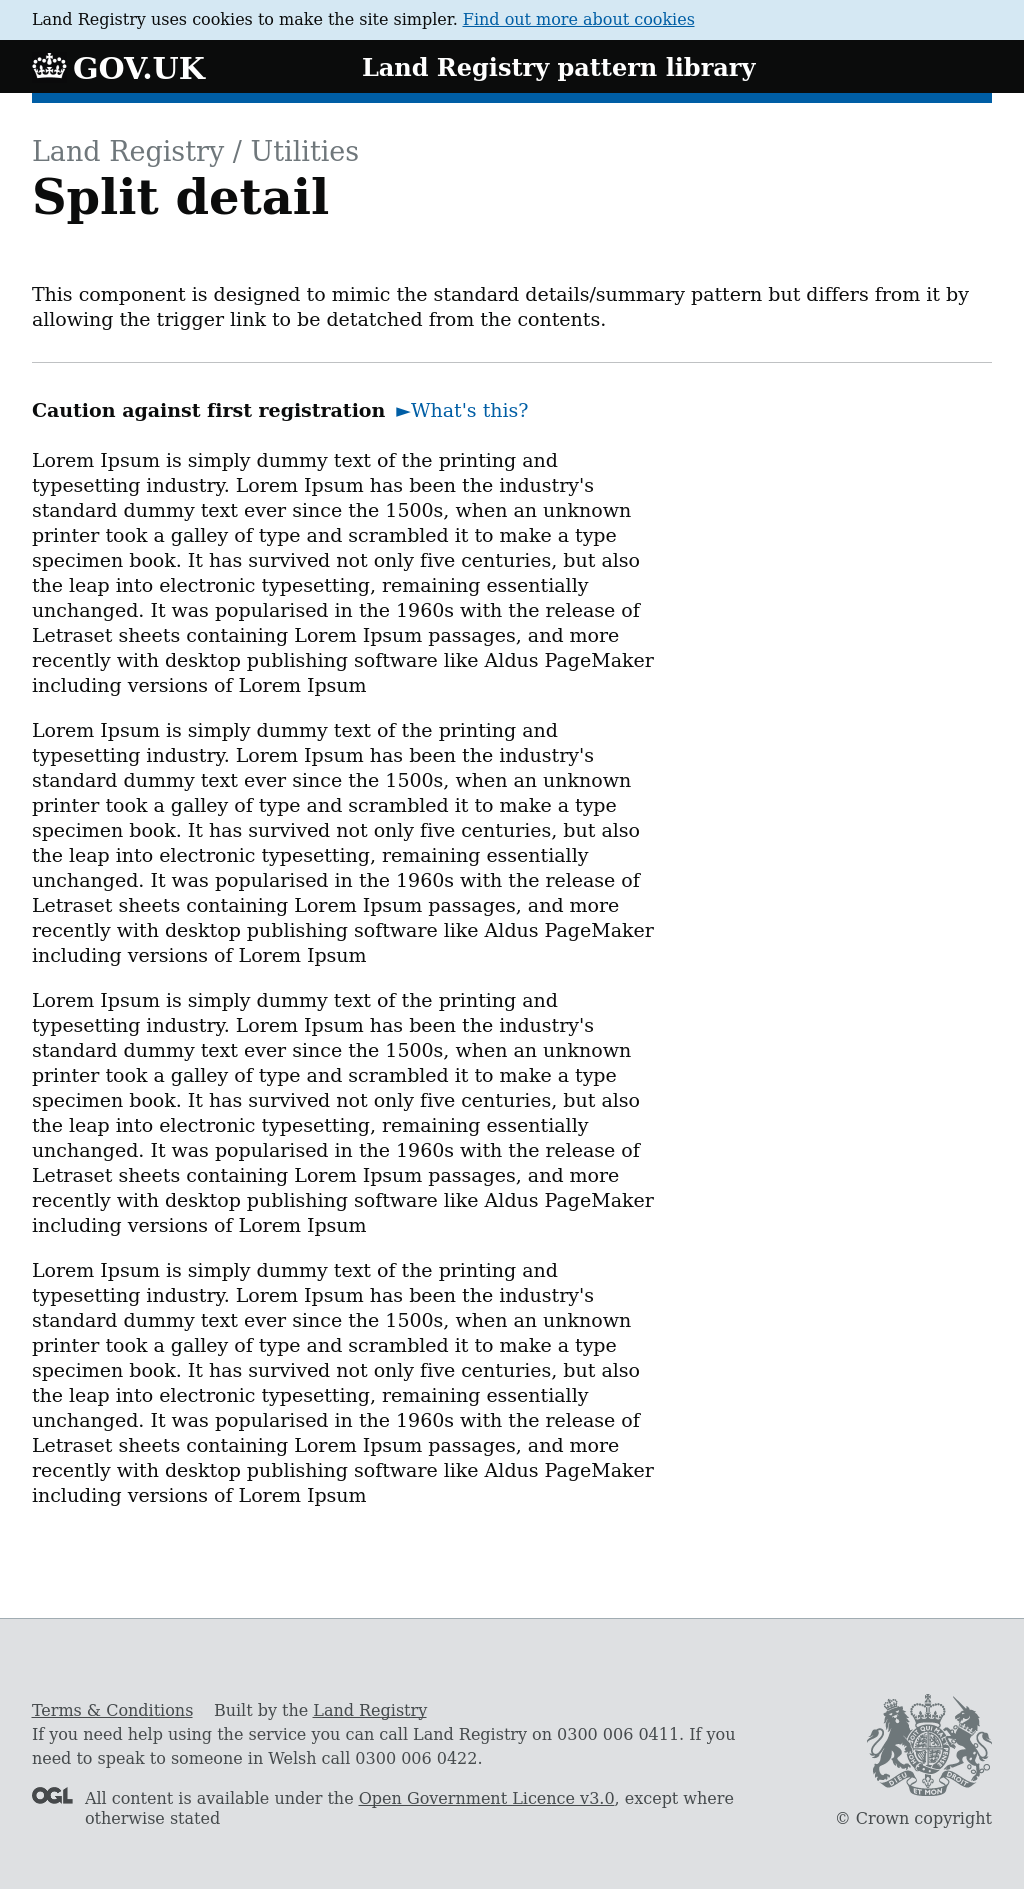 Land Registry uses cookies to make the site simpler. Find out more about cookies
GOV.UK
Land Registry pattern library
Land Registry / Utilities
Split detail
This component is designed to mimic the standard details/summary pattern but differs from it by
allowing the trigger link to be detatched from the contents.
Caution against first registration ►What's this?
Lorem Ipsum is simply dummy text of the printing and
typesetting industry. Lorem Ipsum has been the industry's
standard dummy text ever since the 1500s, when an unknown
printer took a galley of type and scrambled it to make a type
specimen book. It has survived not only five centuries, but also
the leap into electronic typesetting, remaining essentially
unchanged. It was popularised in the 1960s with the release of
Letraset sheets containing Lorem Ipsum passages, and more
recently with desktop publishing software like Aldus PageMaker
including versions of Lorem Ipsum
Lorem Ipsum is simply dummy text of the printing and
typesetting industry. Lorem Ipsum has been the industry's
standard dummy text ever since the 1500s, when an unknown
printer took a galley of type and scrambled it to make a type
specimen book. It has survived not only five centuries, but also
the leap into electronic typesetting, remaining essentially
unchanged. It was popularised in the 1960s with the release of
Letraset sheets containing Lorem Ipsum passages, and more
recently with desktop publishing software like Aldus PageMaker
including versions of Lorem Ipsum
Lorem Ipsum is simply dummy text of the printing and
typesetting industry. Lorem Ipsum has been the industry's
standard dummy text ever since the 1500s, when an unknown
printer took a galley of type and scrambled it to make a type
specimen book. It has survived not only five centuries, but also
the leap into electronic typesetting, remaining essentially
unchanged. It was popularised in the 1960s with the release of
Letraset sheets containing Lorem Ipsum passages, and more
recently with desktop publishing software like Aldus PageMaker
including versions of Lorem Ipsum
Lorem Ipsum is simply dummy text of the printing and
typesetting industry. Lorem Ipsum has been the industry's
standard dummy text ever since the 1500s, when an unknown
printer took a galley of type and scrambled it to make a type
specimen book. It has survived not only five centuries, but also
the leap into electronic typesetting, remaining essentially
unchanged. It was popularised in the 1960s with the release of
Letraset sheets containing Lorem Ipsum passages, and more
recently with desktop publishing software like Aldus PageMaker
including versions of Lorem Ipsum
Terms & Conditions Built by the Land Registry
If you need help using the service you can call Land Registry on 0300 006 0411. If you
need to speak to someone in Welsh call 0300 006 0422.
OGL All content is available under the Open Government Licence v3.0, except where
otherwise stated
DIEU ET MON DROIT
© Crown copyright